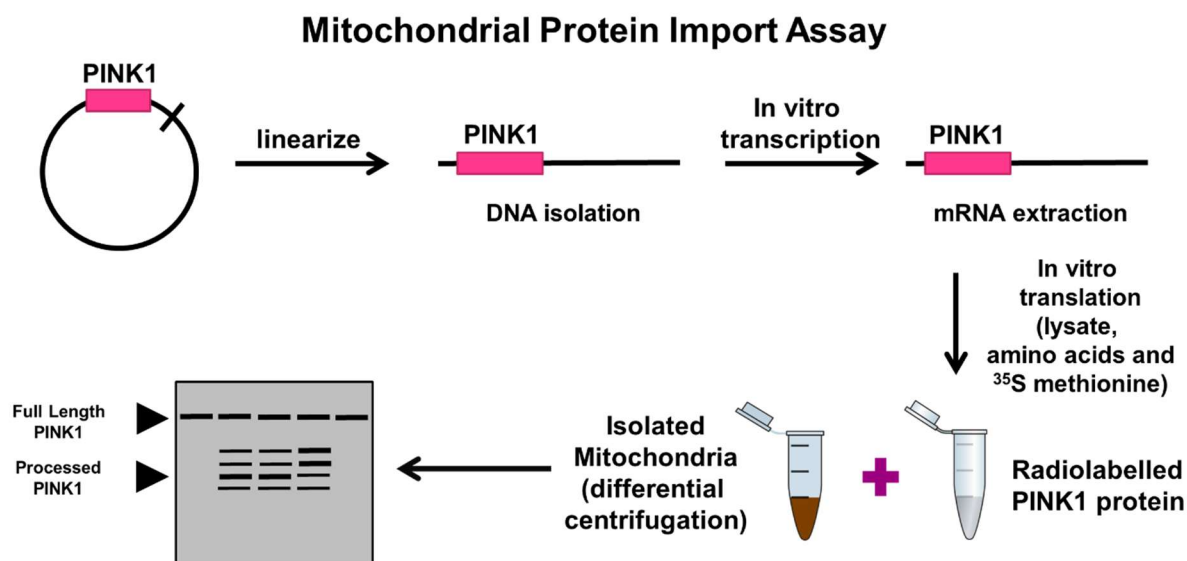 Mitochondrial Protein Import Assay
PINK1
linearize
PINK1
DNA isolation
In vitro
transcription
PINK1
mRNA extraction
In vitro
translation
(lysate,
amino acids and
³⁵S methionine)
Radiolabelled
PINK1 protein
Isolated
Mitochondria
(differential
centrifugation)
Full Length
PINK1
Processed
PINK1